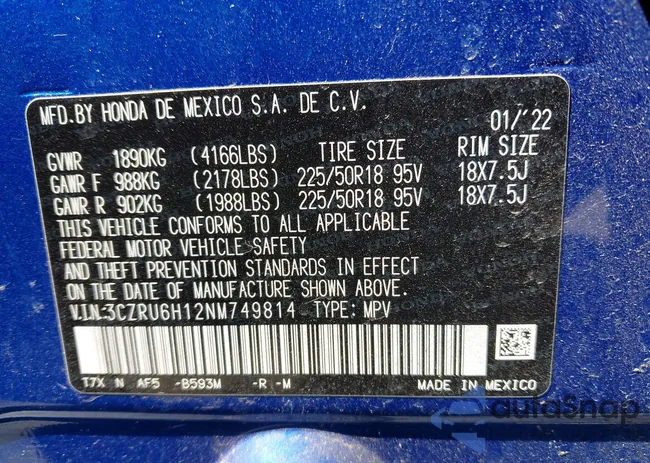 MFD.BY HONDA DE MEXICO S.A. DE C.V.
01/'22
GVWR 1890KG (4166LBS) TIRE SIZE RIM SIZE
GAWR F 988KG (2178LBS) 225/50R18 95V 18X7.5J
GAWR R 902KG (1988LBS) 225/50R18 95V 18X7.5J
THIS VEHICLE CONFORMS TO ALL APPLICABLE
FEDERAL MOTOR VEHICLE SAFETY
AND THEFT PREVENTION STANDARDS IN EFFECT
ON THE DATE OF MANUFACTURE SHOWN ABOVE.
V.I.N.:3CZRU6H12NM749814 TYPE: MPV
T7X N AF5 -B593M -R -M MADE IN MEXICO
autoSnap